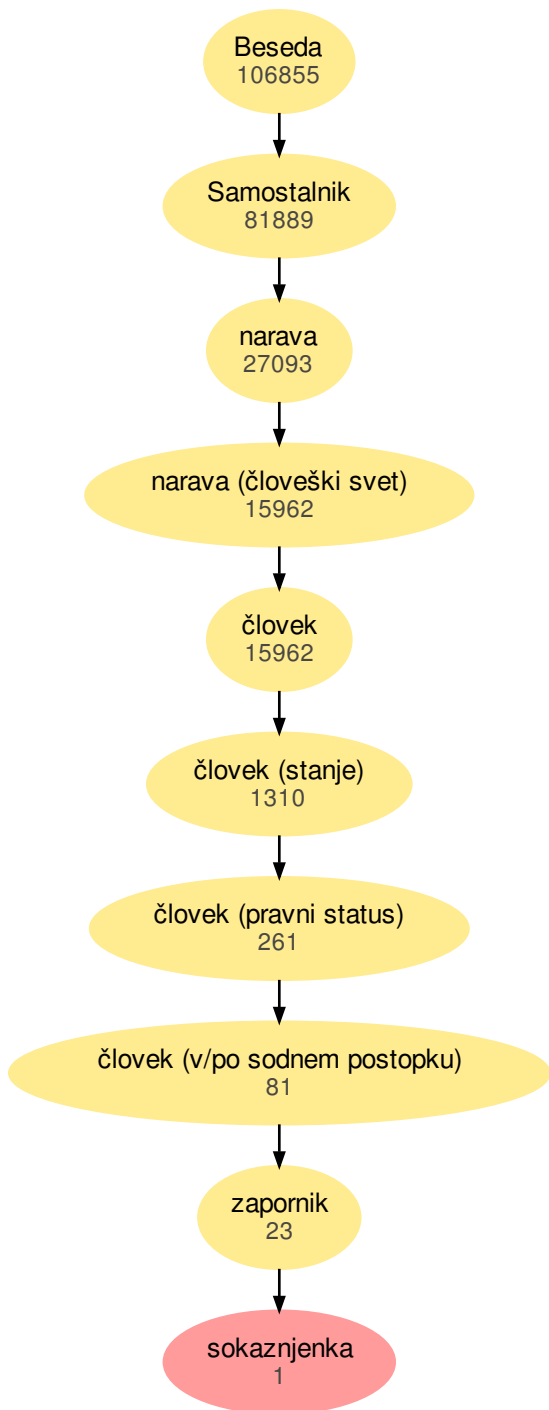 Beseda
106855
Samostalnik
81889
narava
27093
narava (človeški svet)
15962
človek
15962
človek (stanje)
1310
človek (pravni status)
261
človek (v/po sodnem postopku)
81
zapornik
23
sokaznjenka
1